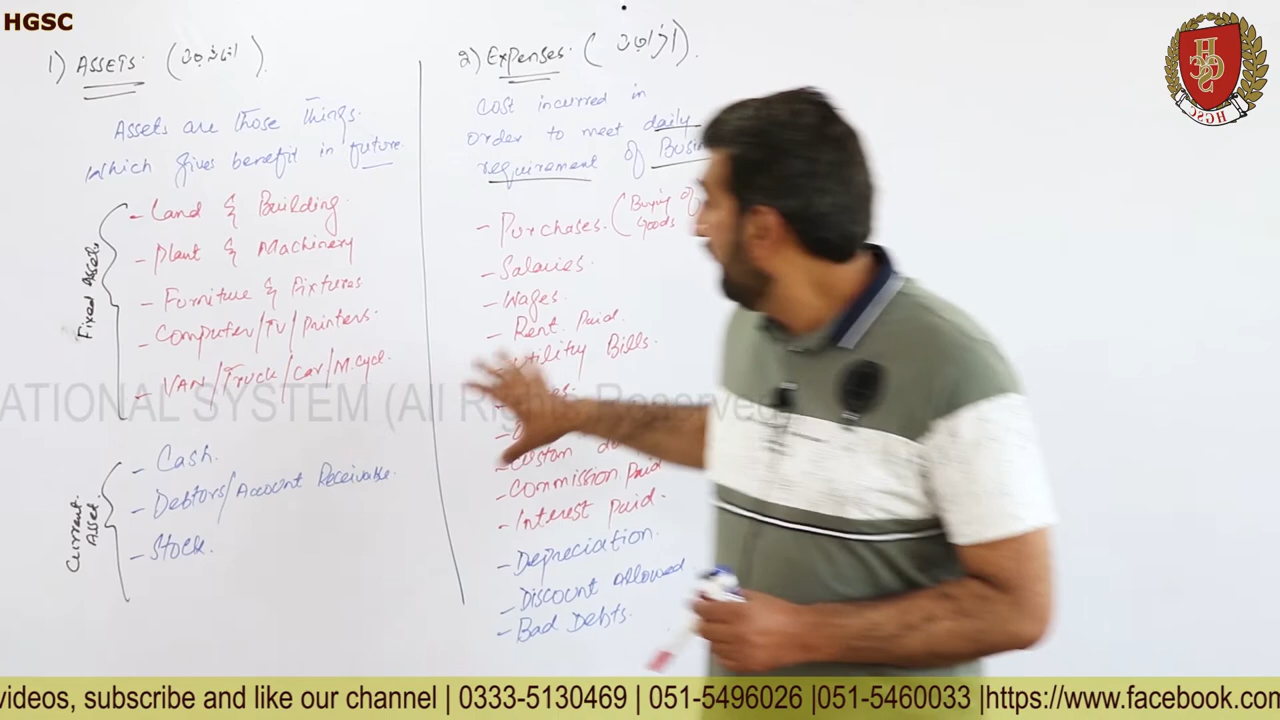 HGSC
1) ASSETS. (اثاثہ جات).
Assets are those things.
which gives benefit in future.
Fixed Assets
- Land & Building.
- Plant & Machinery
- Furniture & Fixtures
- Computer/TV/Printers.
- VAN/Truck/Car/M.cycl.
Current Asset.
- Cash.
- Debtors/Account Receivable.
- Stock.
2) Expenses. (اخراجات).
Cost incurred in
order to meet daily
requirement of
- Purchases. (Buying of
Goods
- Salaries.
- Wages.
- Rent Paid.
Utility Bills.
- Custom
- Commission Paid
- Interest Paid.
- Depreciation.
- Discount Allowed
- Bad Debts.
ATIONAL SYSTEM (All Rights Reserved)
HGSC
videos, subscribe and like our channel | 0333-5130469 | 051-5496026 |051-5460033 |https://www.facebook.com